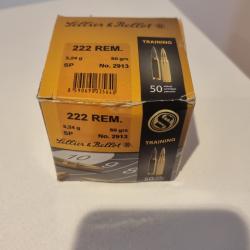 Sellier & Bellot
TRAINING
222 REM.
3,24 g 50 grs
SP No. 2913
50
222 REM.
3,24 g 50 grs
SP No. 2913
Sellier & Bellot
TRAINING
50